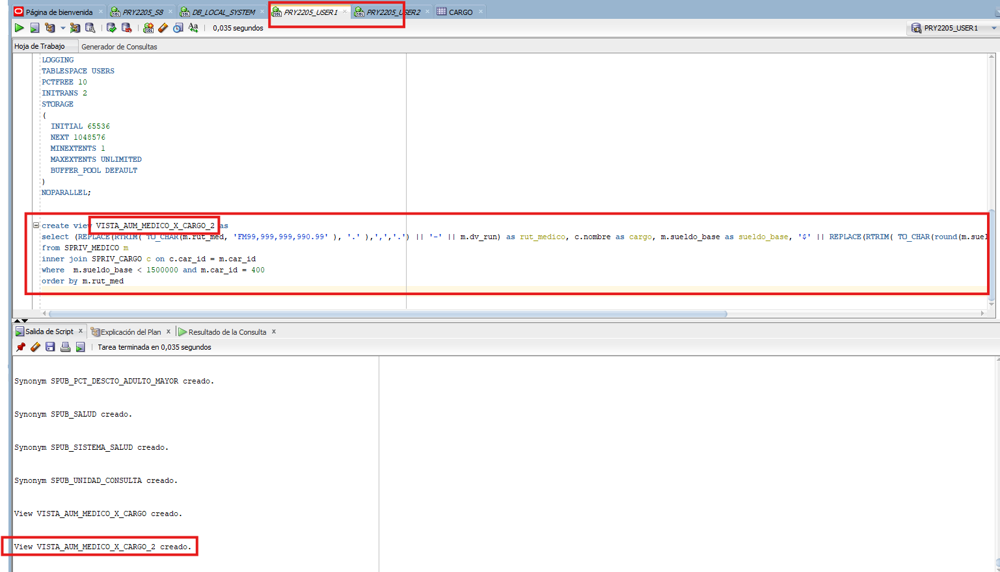 Página de bienvenida
PRY2205_S8
DB_LOCAL_SYSTEM
PRY2205_USER1
PRY2205_USER2
CARGO
SQL
0,035 segundos
PRY2205_USER1
Hoja de Trabajo
Generador de Consultas
LOGGING
TABLESPACE USERS
PCTFREE 10
INITRANS 2
STORAGE
(
INITIAL 65536
NEXT 1048576
MINEXTENTS 1
MAXEXTENTS UNLIMITED
BUFFER_POOL DEFAULT
)
NOPARALLEL;
create view VISTA_AUM_MEDICO_X_CARGO_2 as
select (REPLACE(RTRIM( TO_CHAR(m.rut_med, 'FM99,999,999,990.99' ), '.' ),',','.') || '-' || m.dv_run) as rut_medico, c.nombre as cargo, m.sueldo_base as sueldo_base, '$' || REPLACE(RTRIM( TO_CHAR(round(m.suel
from SPRIV_MEDICO m
inner join SPRIV_CARGO c on c.car_id = m.car_id
where  m.sueldo_base < 1500000 and m.car_id = 400
order by m.rut_med
Salida de Script x
Explicación del Plan x
Resultado de la Consulta x
Tarea terminada en 0,035 segundos
Synonym SPUB_PCT_DESCTO_ADULTO_MAYOR creado.
Synonym SPUB_SALUD creado.
Synonym SPUB_SISTEMA_SALUD creado.
Synonym SPUB_UNIDAD_CONSULTA creado.
View VISTA_AUM_MEDICO_X_CARGO creado.
View VISTA_AUM_MEDICO_X_CARGO_2 creado.